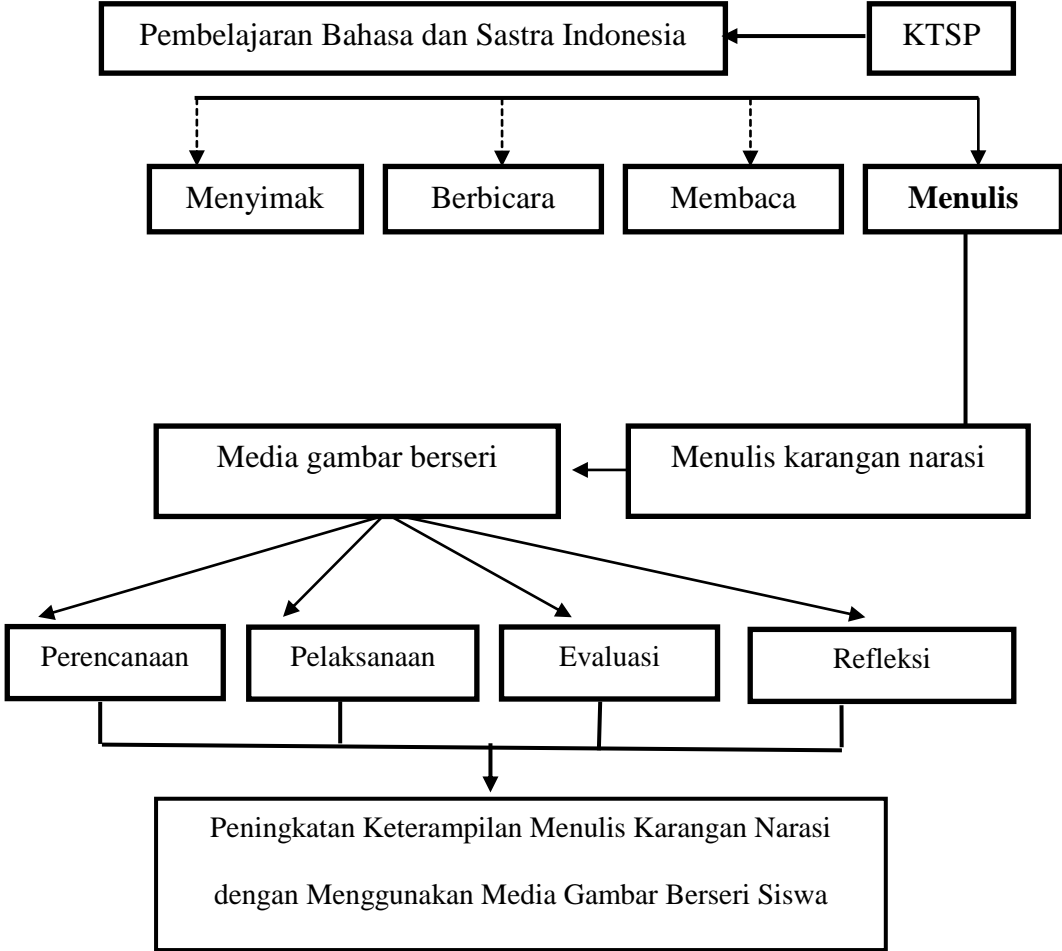 Pembelajaran Bahasa dan Sastra Indonesia
KTSP
Menyimak
Berbicara
Membaca
Menulis
Media gambar berseri
Menulis karangan narasi
Perencanaan
Pelaksanaan
Evaluasi
Refleksi
Peningkatan Keterampilan Menulis Karangan Narasi
dengan Menggunakan Media Gambar Berseri Siswa